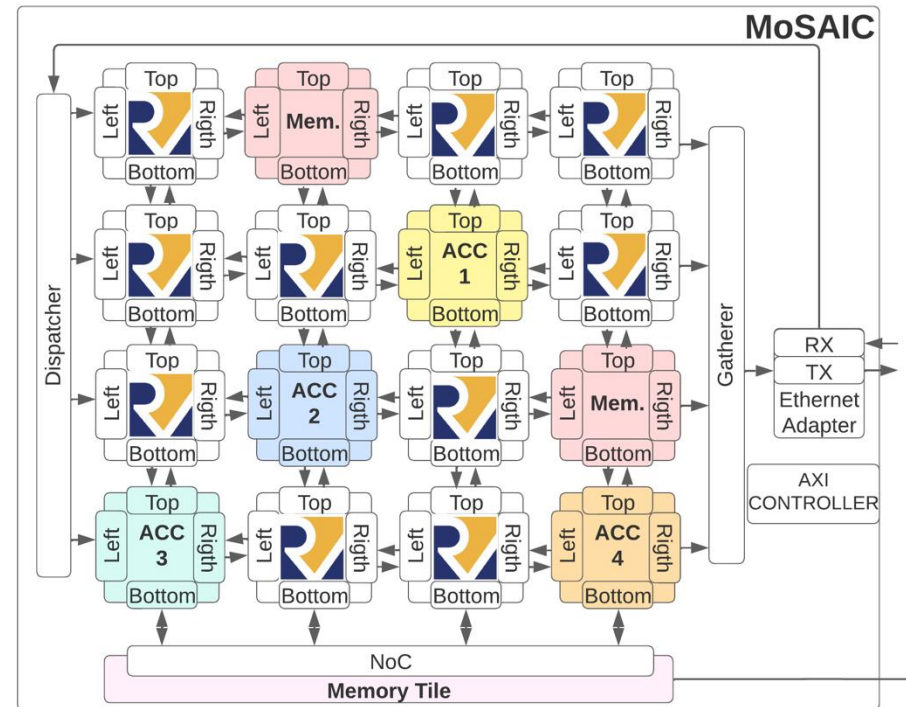 MoSAIC
Top Top Top Top
Left Rigth Left Mem. Rigth Left Rigth Left Rigth
Bottom Bottom Bottom Bottom
Top Top Top Top
Left Rigth Left Rigth Left ACC 1 Rigth Left Rigth
Bottom Bottom Bottom Bottom
Dispatcher
Gatherer
RX
TX
Ethernet
Adapter
Top Top Top Top
Left Rigth Left ACC 2 Rigth Left Rigth Left Mem. Rigth
Bottom Bottom Bottom Bottom
AXI
CONTROLLER
Top Top Top Top
Left ACC 3 Rigth Left Rigth Left Rigth Left ACC 4 Rigth
Bottom Bottom Bottom Bottom
NoC
Memory Tile